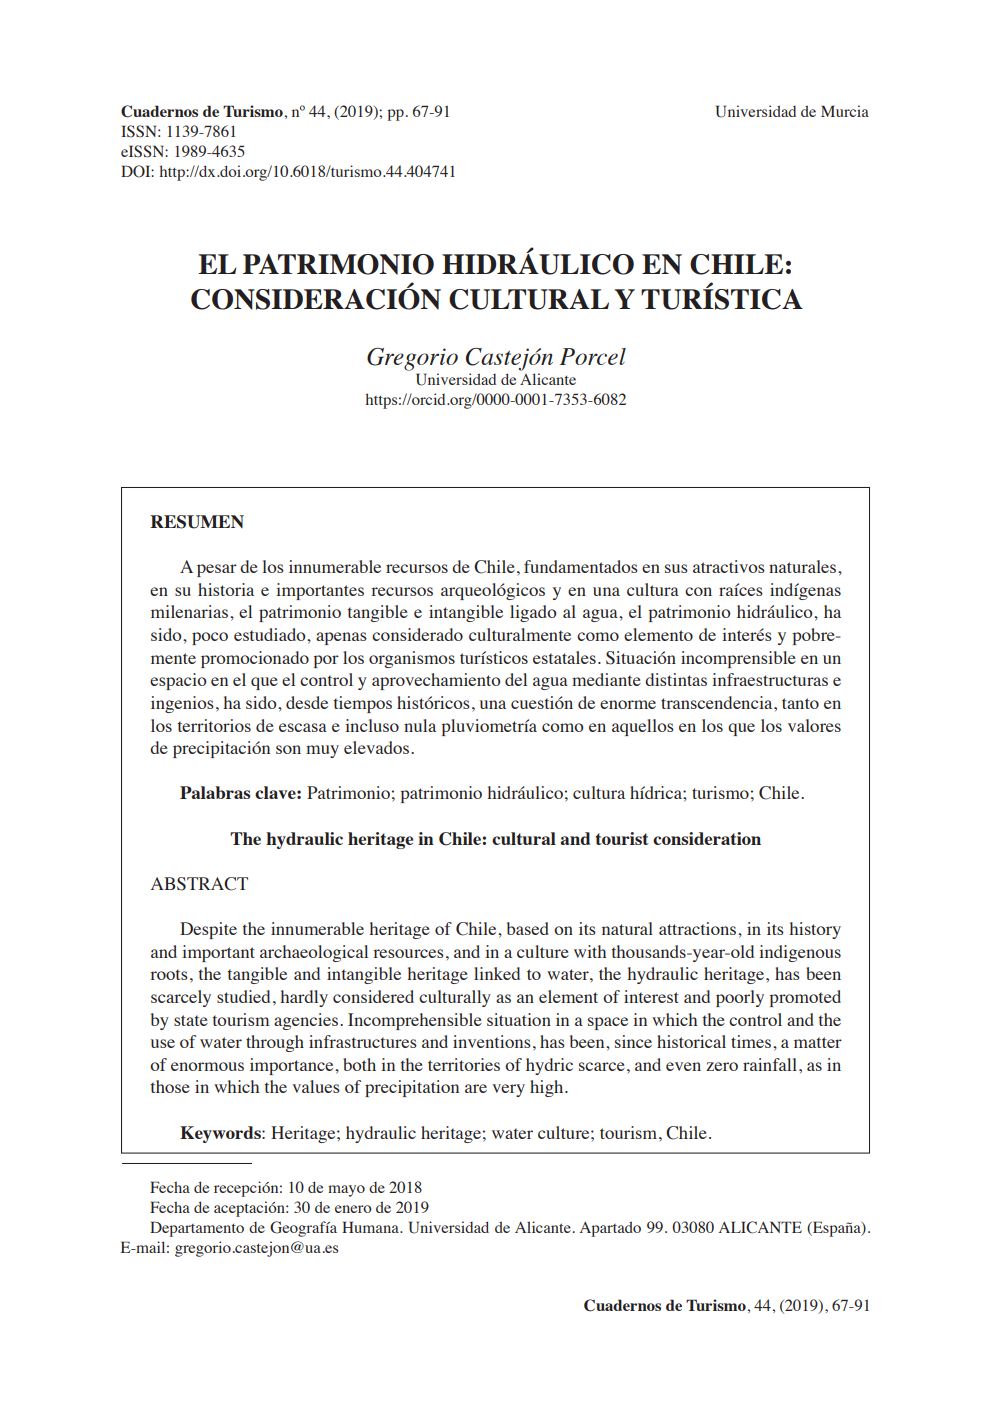 Cuadernos de Turismo, nº 44, (2019); pp. 67-91 Universidad de Murcia
ISSN: 1139-7861
eISSN: 1989-4635
DOI: http://dx.doi.org/10.6018/turismo.44.404741
EL PATRIMONIO HIDRÁULICO EN CHILE:
CONSIDERACIÓN CULTURAL Y TURÍSTICA
Gregorio Castejón Porcel
Universidad de Alicante
https://orcid.org/0000-0001-7353-6082
RESUMEN
A pesar de los innumerable recursos de Chile, fundamentados en sus atractivos naturales,
en su historia e importantes recursos arqueológicos y en una cultura con raíces indígenas
milenarias, el patrimonio tangible e intangible ligado al agua, el patrimonio hidráulico, ha
sido, poco estudiado, apenas considerado culturalmente como elemento de interés y pobre-
mente promocionado por los organismos turísticos estatales. Situación incomprensible en un
espacio en el que el control y aprovechamiento del agua mediante distintas infraestructuras e
ingenios, ha sido, desde tiempos históricos, una cuestión de enorme transcendencia, tanto en
los territorios de escasa e incluso nula pluviometría como en aquellos en los que los valores
de precipitación son muy elevados.
Palabras clave: Patrimonio; patrimonio hidráulico; cultura hídrica; turismo; Chile.
The hydraulic heritage in Chile: cultural and tourist consideration
ABSTRACT
Despite the innumerable heritage of Chile, based on its natural attractions, in its history
and important archaeological resources, and in a culture with thousands-year-old indigenous
roots, the tangible and intangible heritage linked to water, the hydraulic heritage, has been
scarcely studied, hardly considered culturally as an element of interest and poorly promoted
by state tourism agencies. Incomprehensible situation in a space in which the control and the
use of water through infrastructures and inventions, has been, since historical times, a matter
of enormous importance, both in the territories of hydric scarce, and even zero rainfall, as in
those in which the values of precipitation are very high.
Keywords: Heritage; hydraulic heritage; water culture; tourism, Chile.
Fecha de recepción: 10 de mayo de 2018
Fecha de aceptación: 30 de enero de 2019
Departamento de Geografía Humana. Universidad de Alicante. Apartado 99. 03080 ALICANTE (España).
E-mail: gregorio.castejon@ua.es
Cuadernos de Turismo, 44, (2019), 67-91